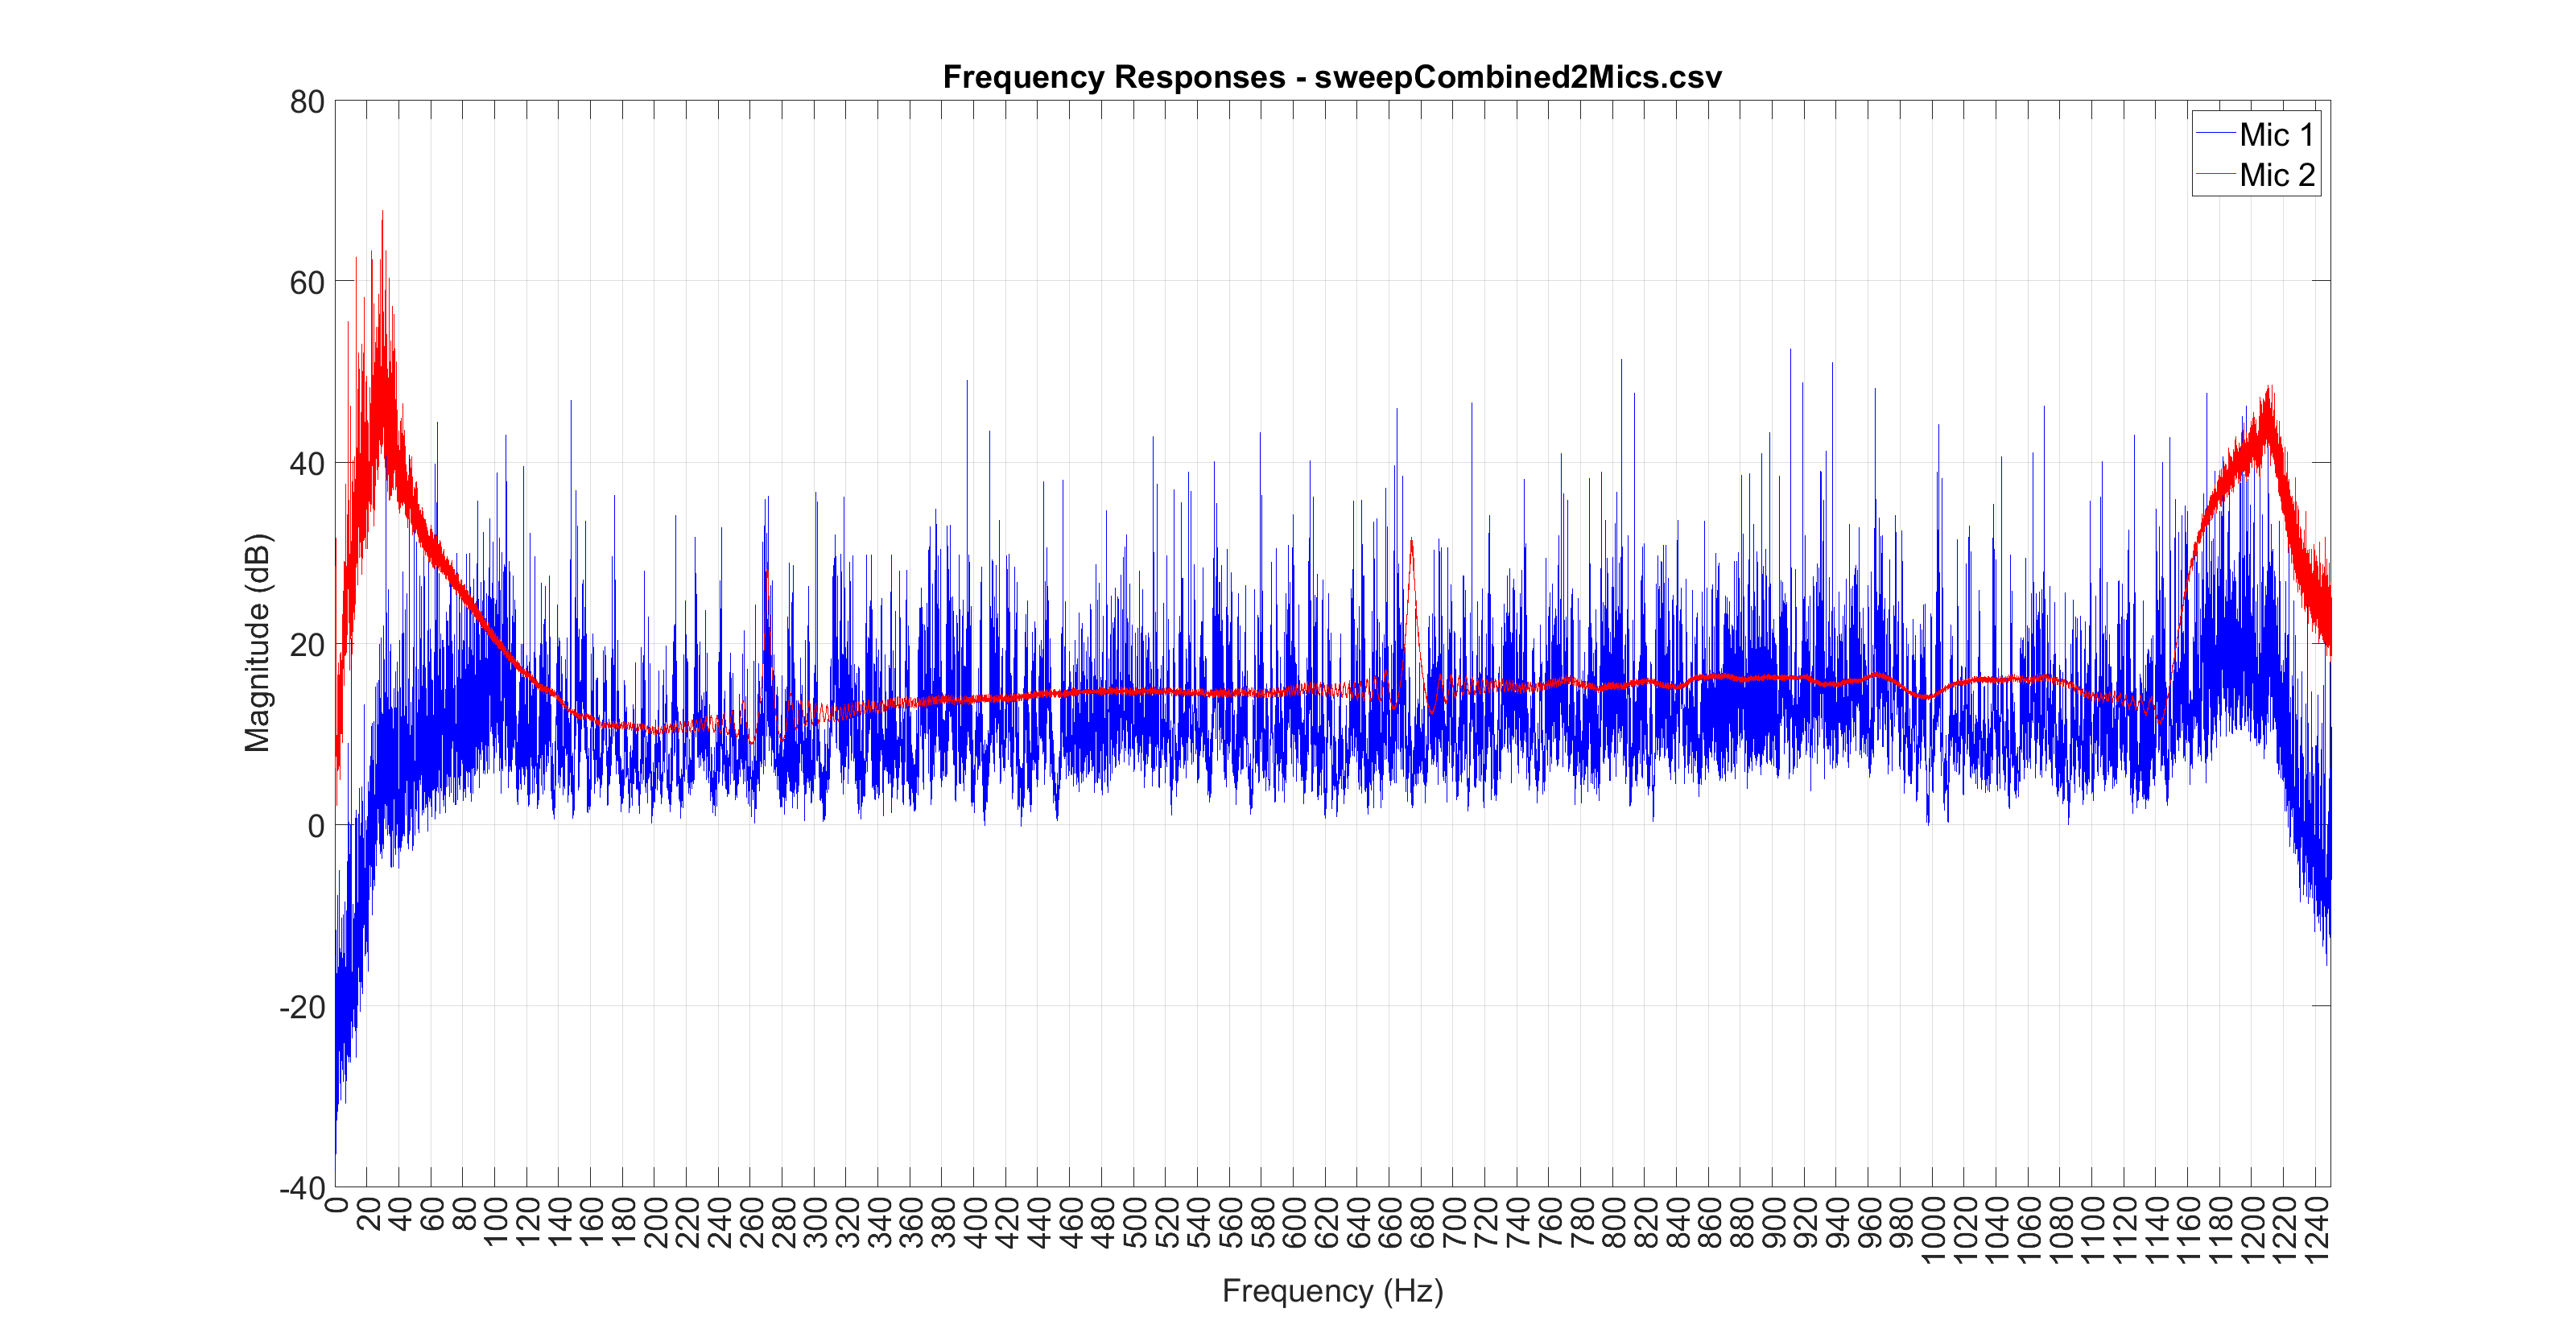 Frequency Responses - sweepCombined2Mics.csv
Mic 1
Mic 2
Magnitude (dB)
80
60
40
20
0
-20
-40
0 20 40 60 80 100 120 140 160 180 200 220 240 260 280 300 320 340 360 380 400 420 440 460 480 500 520 540 560 580 600 620 640 660 680 700 720 740 760 780 800 820 840 860 880 900 920 940 960 980 1000 1020 1040 1060 1080 1100 1120 1140 1160 1180 1200 1220 1240
Frequency (Hz)